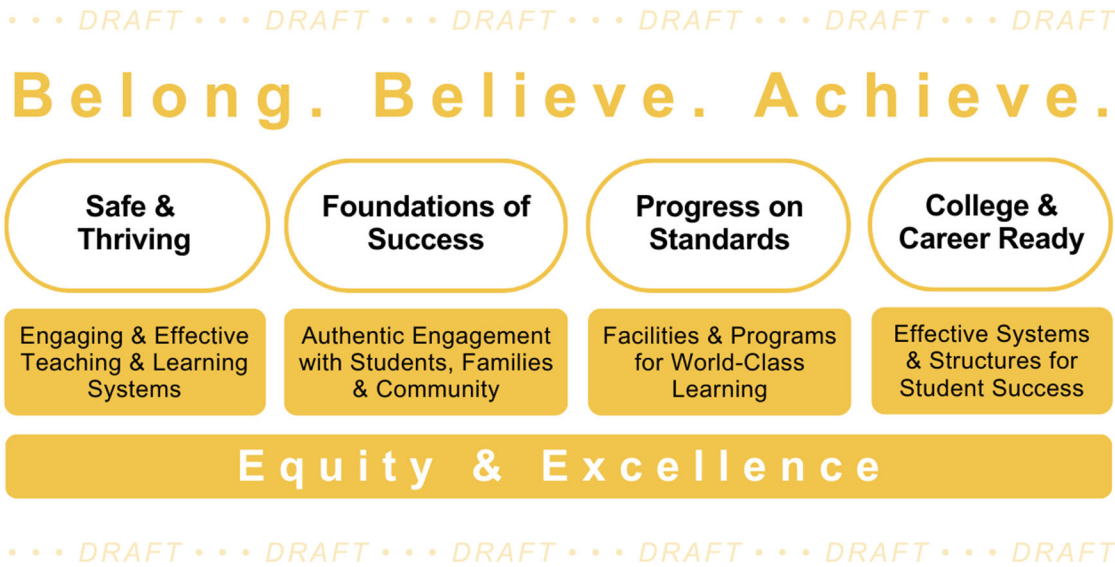 • • • DRAFT • • • DRAFT • • • DRAFT • • • DRAFT • • • DRAFT • • • DRAFT
Belong. Believe. Achieve.
Safe &
Thriving
Foundations of
Success
Progress on
Standards
College &
Career Ready
Engaging & Effective
Teaching & Learning
Systems
Authentic Engagement
with Students, Families
& Community
Facilities & Programs
for World-Class
Learning
Effective Systems
& Structures for
Student Success
Equity & Excellence
• • • DRAFT • • • DRAFT • • • DRAFT • • • DRAFT • • • DRAFT • • • DRAFT